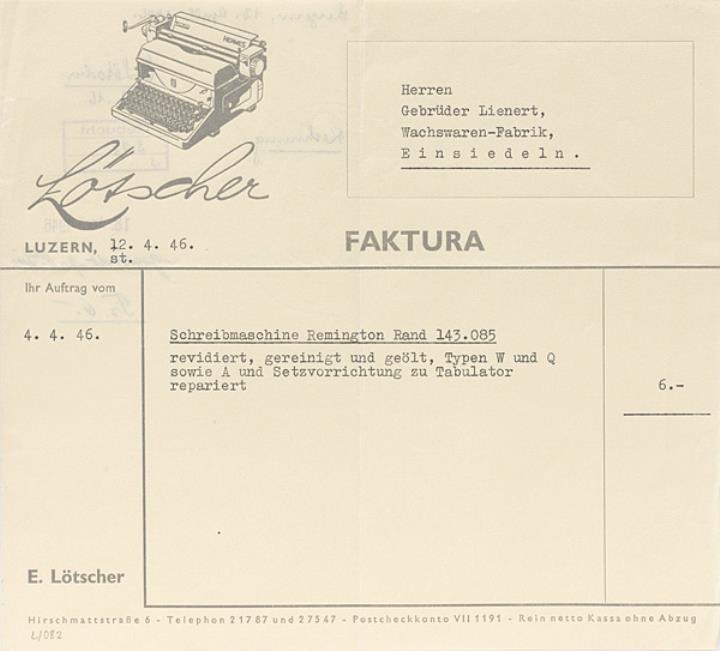 HERMES
Lötscher
Herren
Gebrüder Lienert,
Wachswaren-Fabrik,
Einsiedeln.
LUZERN, 12. 4. 46.
st.
FAKTURA
Ihr Auftrag vom
4. 4. 46.
Schreibmaschine Remington Rand 143.085
revidiert, gereinigt und geölt, Typen W und Q
sowie A und Setzvorrichtung zu Tabulator
repariert 6.-
E. Lötscher
Hirschmattstraße 6 - Telephon 21787 und 27547 - Postcheckkonto VII 1191 - Rein netto Kassa ohne Abzug
L/082